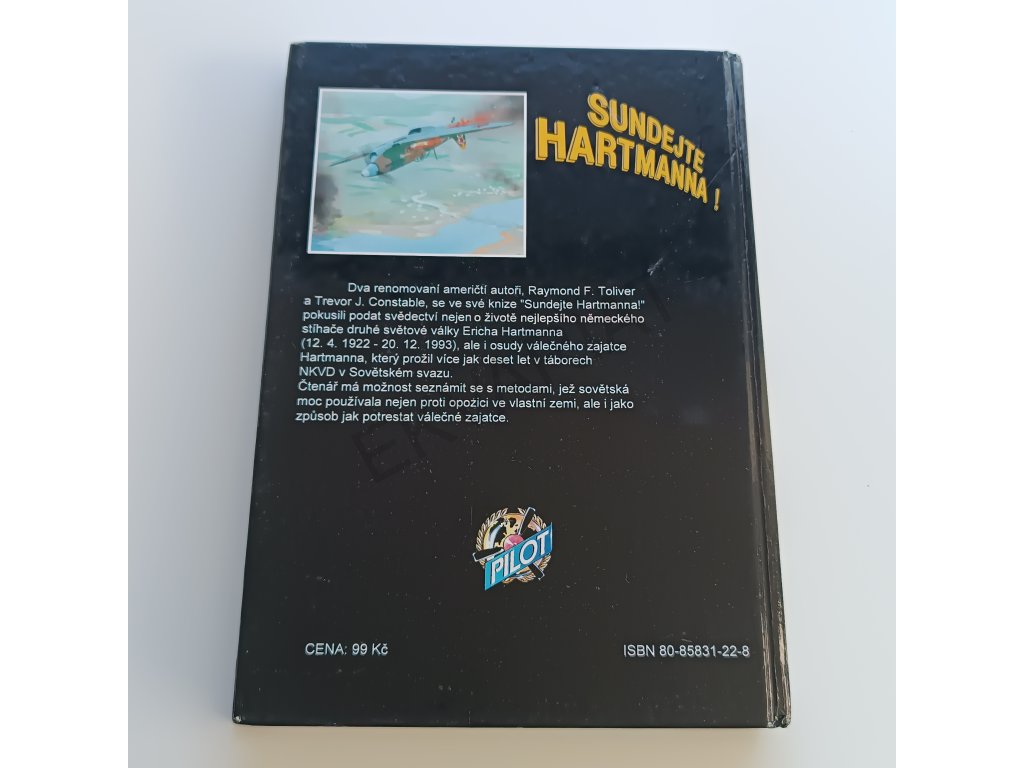 SUNDEJTE
HARTMANNA !
Dva renomovaní američtí autoři, Raymond F. Toliver
a Trevor J. Constable, se ve své knize "Sundejte Hartmanna!"
pokusili podat svědectví nejen o životě nejlepšího německého
stíhače druhé světové války Ericha Hartmanna
(12. 4. 1922 - 20. 12. 1993), ale i osudy válečného zajatce
Hartmanna, který prožil více jak deset let v táborech
NKVD v Sovětském svazu.
Čtenář má možnost seznámit se s metodami, jež sovětská
moc používala nejen proti opozici ve vlastní zemi, ale i jako
způsob jak potrestat válečné zajatce.
PILOT
CENA: 99 Kč
ISBN 80-85831-22-8